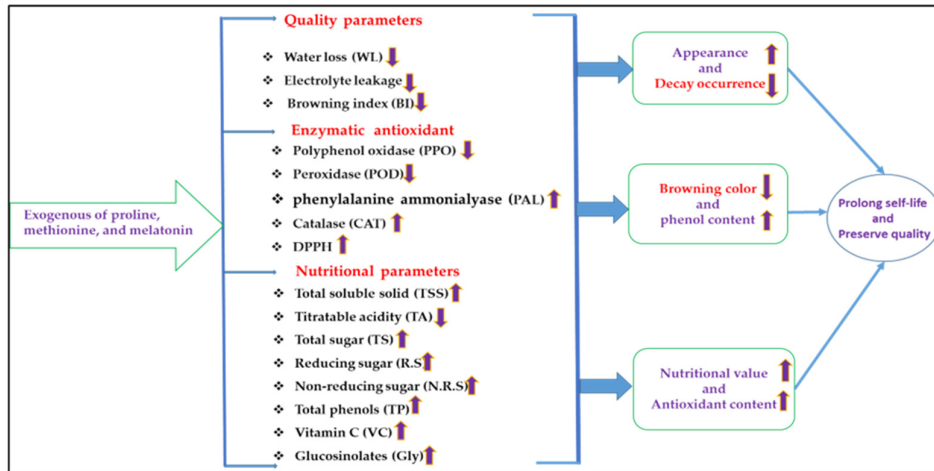 Quality parameters
Water loss (WL)
Electrolyte leakage
Browning index (BI)
Enzymatic antioxidant
Polyphenol oxidase (PPO)
Peroxidase (POD)
phenylalanine ammonialyase (PAL)
Catalase (CAT)
DPPH
Nutritional parameters
Total soluble solid (TSS)
Titratable acidity (TA)
Total sugar (TS)
Reducing sugar (R.S)
Non-reducing sugar (N.R.S)
Total phenols (TP)
Vitamin C (VC)
Glucosinolates (Gly)
Exogenous of proline,
methionine, and melatonin
Appearance
and
Decay occurrence
Browning color
and
phenol content
Nutritional value
and
Antioxidant content
Prolong self-life
and
Preserve quality